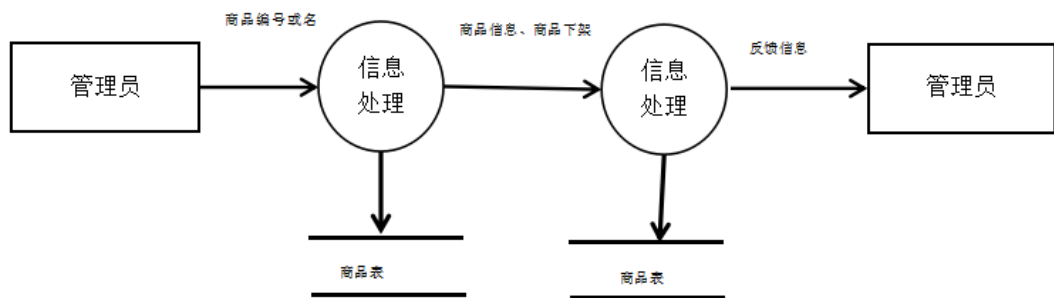 商品编号或名
商品信息、商品下架
反馈信息
管理员
信息
处理
信息
处理
管理员
商品表
商品表